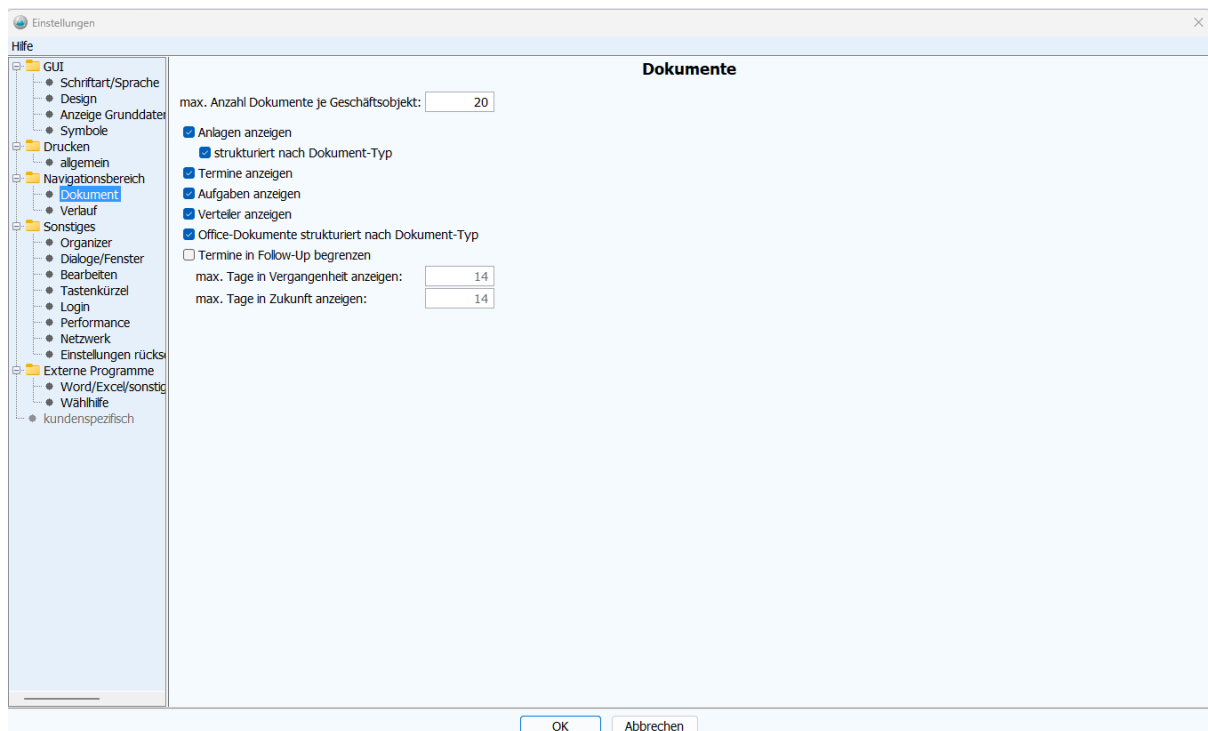 Einstellungen
Hilfe
GUI
Schriftart/Sprache
Design
Anzeige Grunddaten
Symbole
Drucken
allgemein
Navigationsbereich
Dokument
Verlauf
Sonstiges
Organizer
Dialoge/Fenster
Bearbeiten
Tastenkürzel
Login
Performance
Netzwerk
Einstellungen rückse
Externe Programme
Word/Excel/sonstig
Wählhilfe
kundenspezifisch
Dokumente
max. Anzahl Dokumente je Geschäftsobjekt: 20
Anlagen anzeigen
strukturiert nach Dokument-Typ
Termine anzeigen
Aufgaben anzeigen
Verteiler anzeigen
Office-Dokumente strukturiert nach Dokument-Typ
Termine in Follow-Up begrenzen
max. Tage in Vergangenheit anzeigen: 14
max. Tage in Zukunft anzeigen: 14
OK Abbrechen